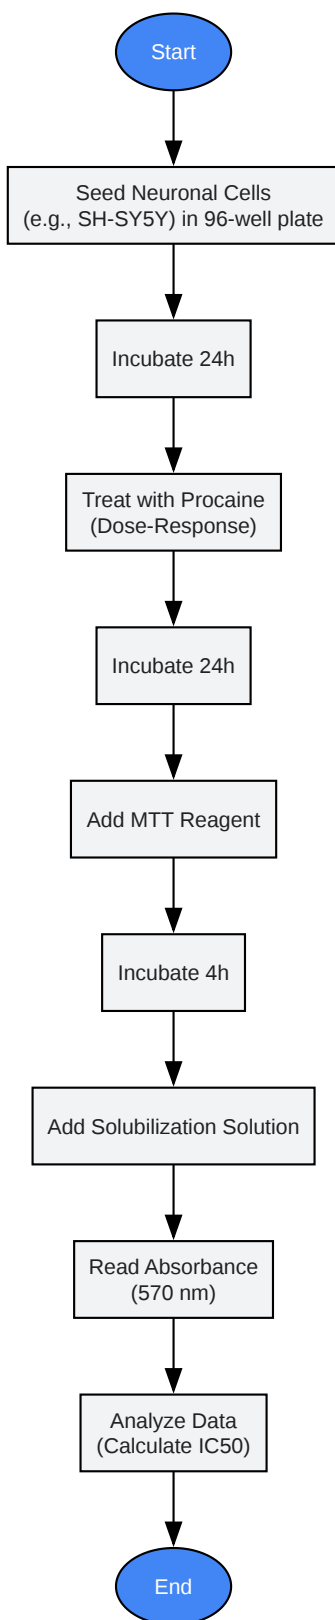 Start
Seed Neuronal Cells
(e.g., SH-SY5Y) in 96-well plate
Incubate 24h
Treat with Procaine
(Dose-Response)
Incubate 24h
Add MTT Reagent
Incubate 4h
Add Solubilization Solution
Read Absorbance
(570 nm)
Analyze Data
(Calculate IC50)
End